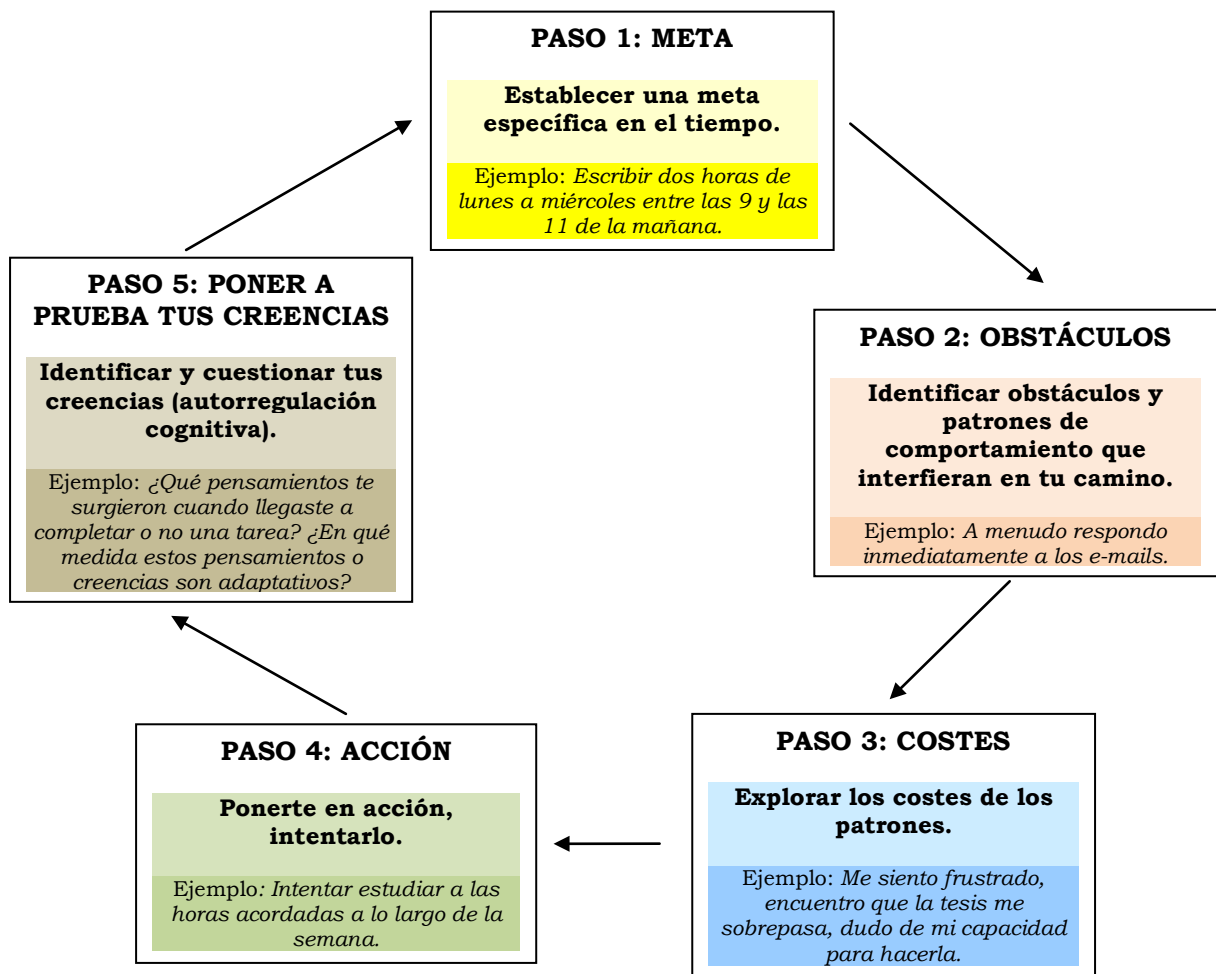 PASO 1: META
Establecer una meta
específica en el tiempo.
Ejemplo: Escribir dos horas de
lunes a miércoles entre las 9 y las
11 de la mañana.
PASO 2: OBSTÁCULOS
Identificar obstáculos y
patrones de
comportamiento que
interfieran en tu camino.
Ejemplo: A menudo respondo
inmediatamente a los e-mails.
PASO 3: COSTES
Explorar los costes de los
patrones.
Ejemplo: Me siento frustrado,
encuentro que la tesis me
sobrepasa, dudo de mi capacidad
para hacerla.
PASO 4: ACCIÓN
Ponerte en acción,
intentarlo.
Ejemplo: Intentar estudiar a las
horas acordadas a lo largo de la
semana.
PASO 5: PONER A
PRUEBA TUS CREENCIAS
Identificar y cuestionar tus
creencias (autorregulación
cognitiva).
Ejemplo: ¿Qué pensamientos te
surgieron cuando llegaste a
completar o no una tarea? ¿En qué
medida estos pensamientos o
creencias son adaptativos?